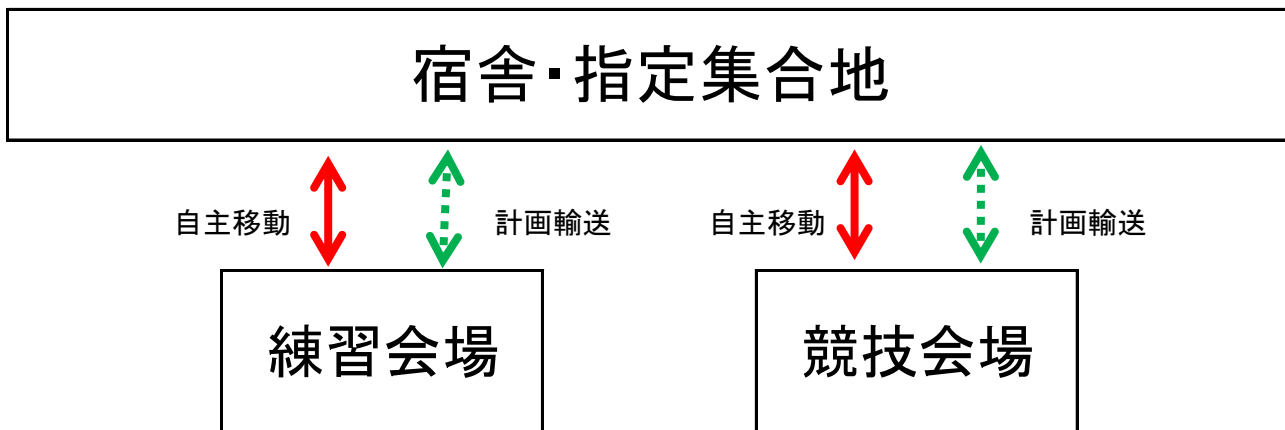 宿舎・指定集合地
自主移動
計画輸送
自主移動
計画輸送
練習会場
競技会場